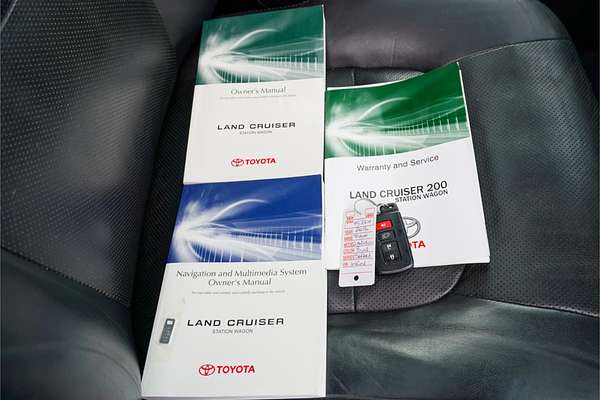 Owner's Manual
LAND CRUISER
STATION WAGON
TOYOTA
Warranty and Service
LAND CRUISER 200
STATION WAGON
TOYOTA
Navigation and Multimedia System
Owner's Manual
LAND CRUISER
STATION WAGON
TOYOTA